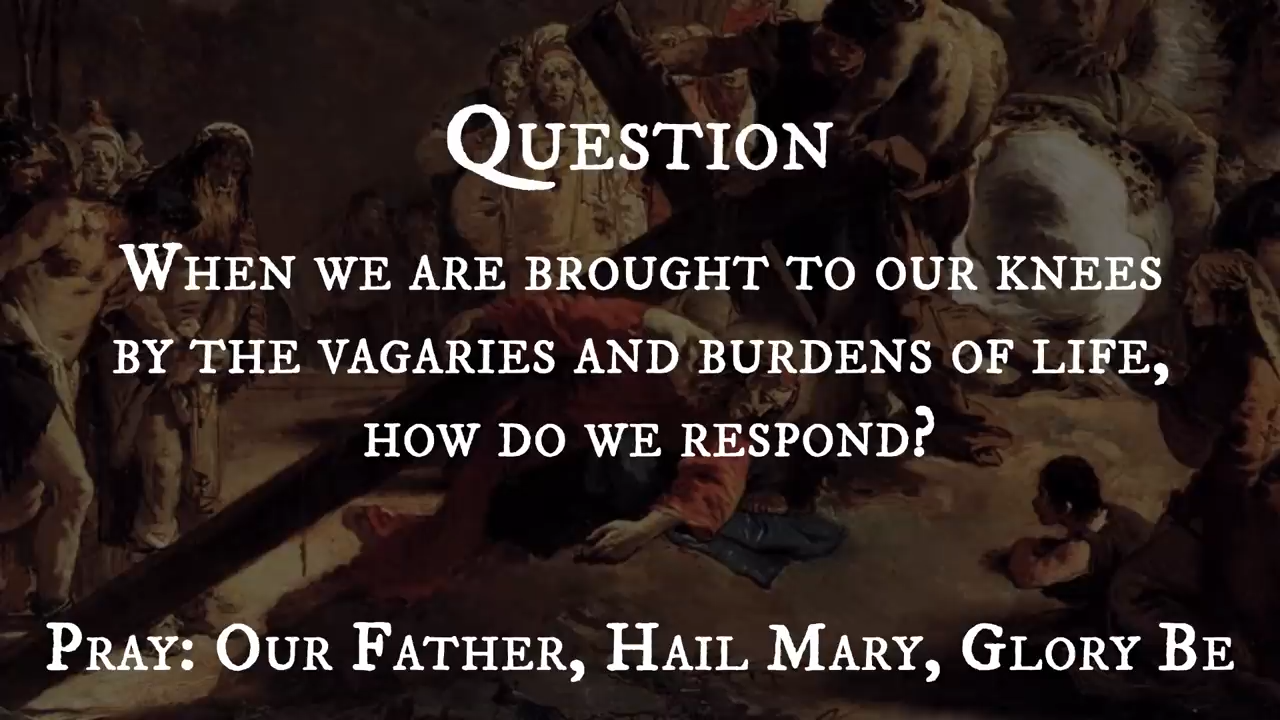 Question
When we are brought to our knees
by the vagaries and burdens of life,
how do we respond?
Pray: Our Father, Hail Mary, Glory Be